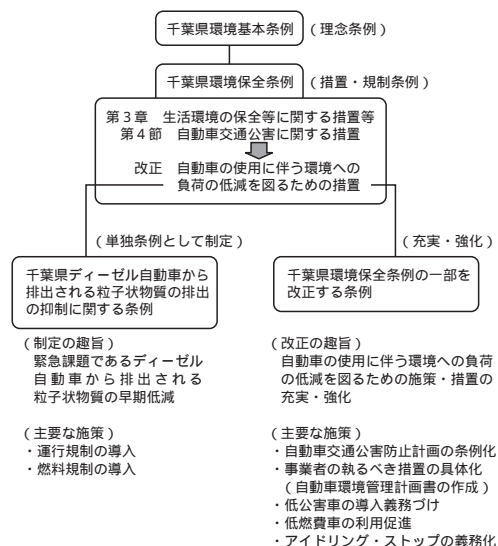 千葉県環境基本条例 (理念条例)
千葉県環境保全条例 (措置・規制条例)
第3章 生活環境の保全等に関する措置等
第4節 自動車交通公害に関する措置
改正 自動車の使用に伴う環境への
負荷の低減を図るための措置
(単独条例として制定)
千葉県ディーゼル自動車から
排出される粒子状物質の排出
の抑制に関する条例
(制定の趣旨)
緊急課題であるディーゼル
自動車から排出される
粒子状物質の早期低減
(主要な施策)
・運行規制の導入
・燃料規制の導入
(充実・強化)
千葉県環境保全条例の一部を
改正する条例
(改正の趣旨)
自動車の使用に伴う環境への負荷
の低減を図るための施策・措置の
充実・強化
(主要な施策)
・自動車交通公害防止計画の条例化
・事業者の執るべき措置の具体化
(自動車環境管理計画書の作成)
・低公害車の導入義務づけ
・低燃費車の利用促進
・アイドリング・ストップの義務化